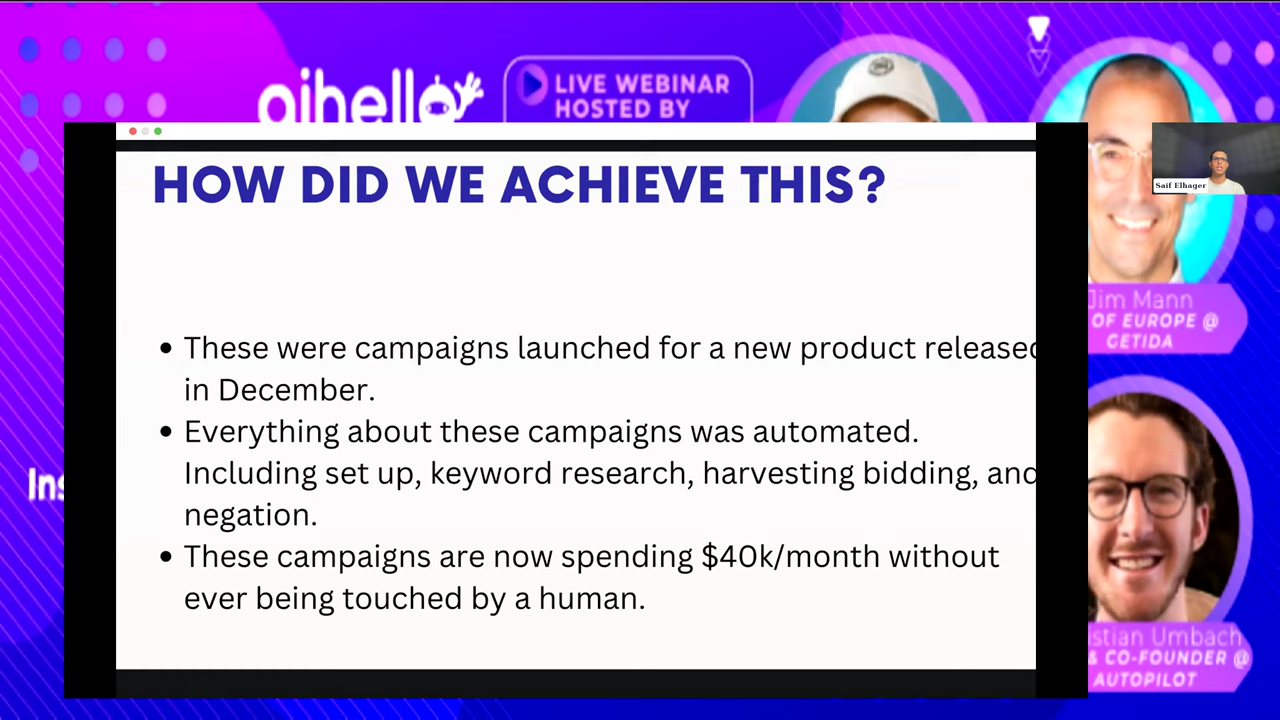 aihello
LIVE WEBINAR
HOSTED BY
HOW DID WE ACHIEVE THIS?
Saif Elhager
These were campaigns launched for a new product released
in December.
Everything about these campaigns was automated.
Including set up, keyword research, harvesting bidding, and
negation.
These campaigns are now spending $40k/month without
ever being touched by a human.
Jim Mann
OF EUROPE @
GETIDA
Ins
stian Umbach
& CO-FOUNDER @
AUTOPILOT